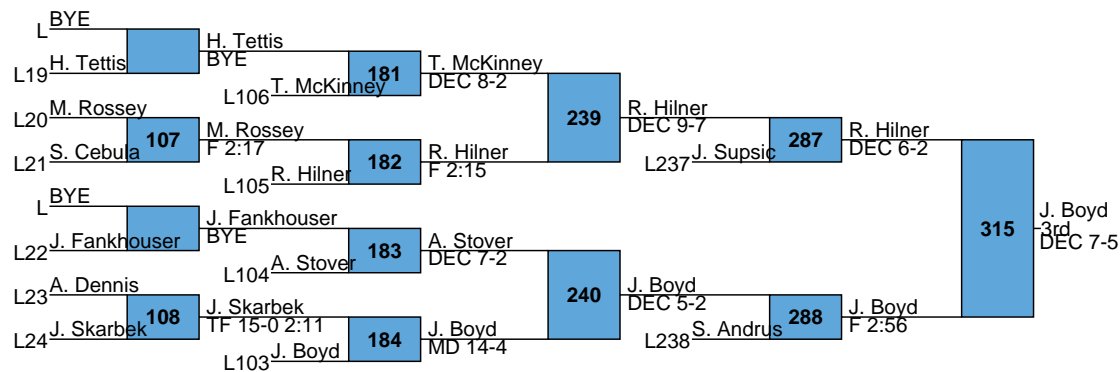 BYE
L
H. Tettis
L19
H. Tettis
BYE
M. Rossey
L20
107
S. Cebula
L21
M. Rossey
F 2:17
BYE
L
J. Fankhouser
L22
J. Fankhouser
BYE
A. Dennis
L23
108
J. Skarbek
L24
J. Skarbek
TF 15-0 2:11
181
T. McKinney
L106
T. McKinney
DEC 8-2
182
R. Hilner
L105
R. Hilner
F 2:15
183
A. Stover
L104
A. Stover
DEC 7-2
184
J. Boyd
L103
J. Boyd
MD 14-4
239
R. Hilner
DEC 9-7
240
J. Boyd
DEC 5-2
287
J. Supsic
L237
R. Hilner
DEC 6-2
288
S. Andrus
L238
J. Boyd
F 2:56
315
J. Boyd
3rd
DEC 7-5